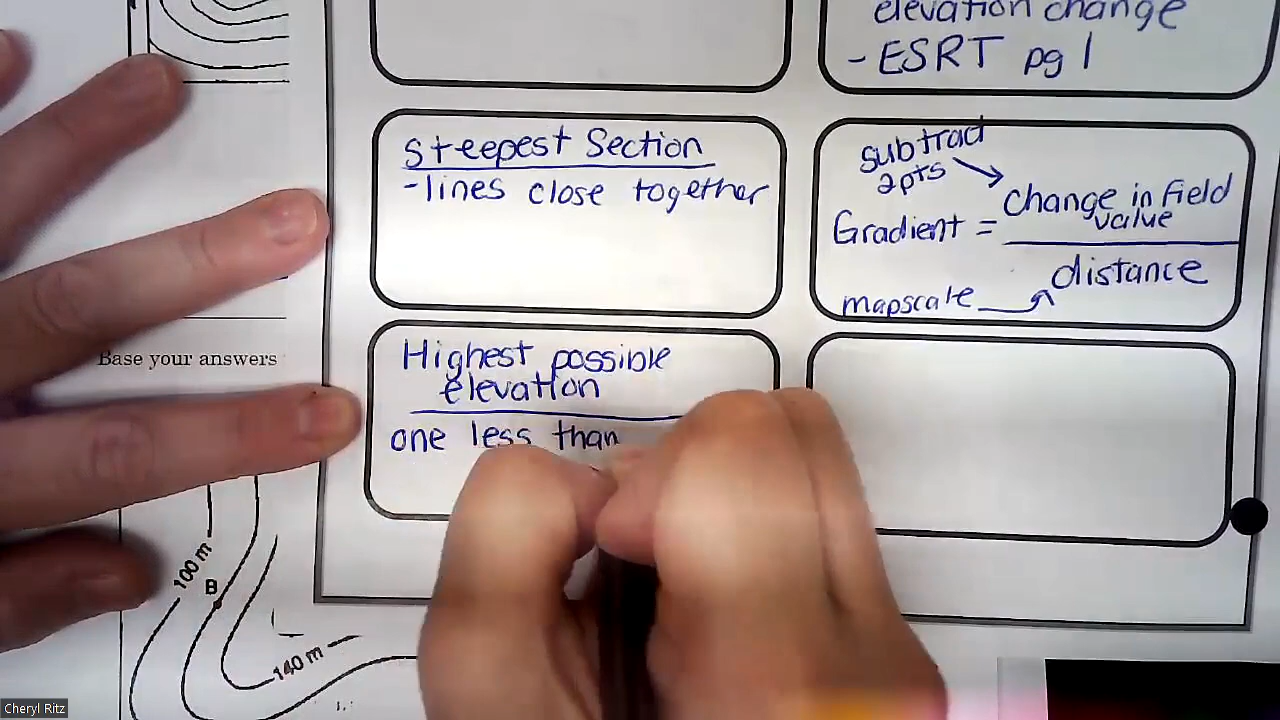 elevation change
- ESRT pg 1
Steepest Section
-lines close together
subtract
2pts
Change in field
value
Gradient =
distance
mapscale
Highest possible
elevation
one less than
Base your answers
100 m
B
140 m
Cheryl Ritz